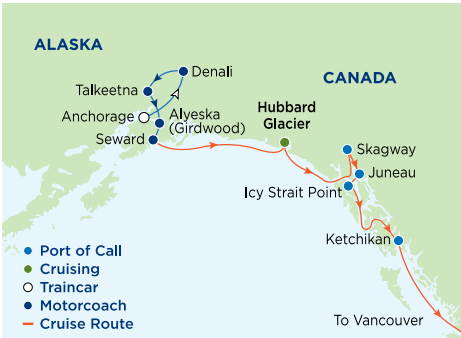 ALASKA
Denali
CANADA
Talkeetna
Hubbard
Glacier
Anchorage
Alyeska
(Girdwood)
Seward
Skagway
Juneau
Icy Strait Point
Ketchikan
Port of Call
Cruising
Traincar
Motorcoach
Cruise Route
To Vancouver